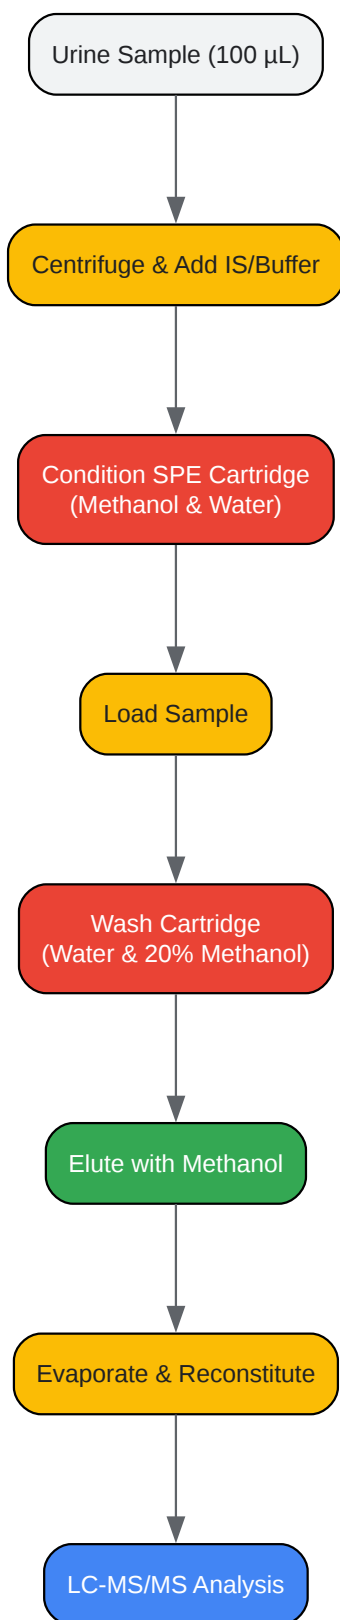 Urine Sample (100 µL)
Centrifuge & Add IS/Buffer
Condition SPE Cartridge
(Methanol & Water)
Load Sample
Wash Cartridge
(Water & 20% Methanol)
Elute with Methanol
Evaporate & Reconstitute
LC-MS/MS Analysis